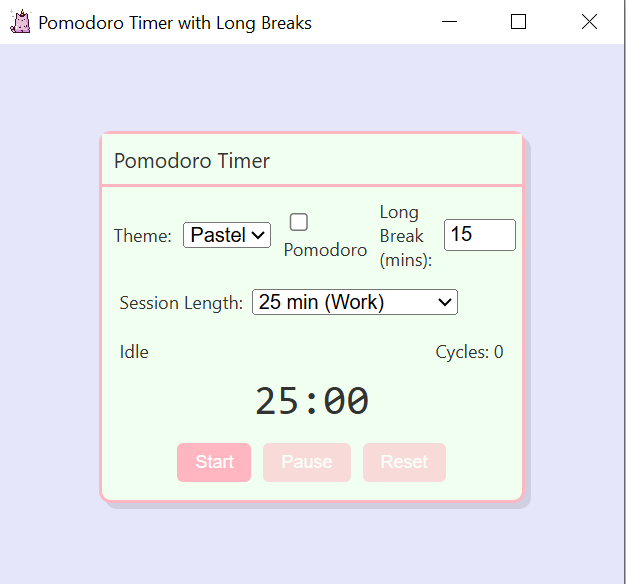 Pomodoro Timer with Long Breaks
Pomodoro Timer
Theme:
Pastel
Pomodoro
Long
Break
(mins):
15
Session Length:
25 min (Work)
Idle
Cycles: 0
25:00
Start
Pause
Reset